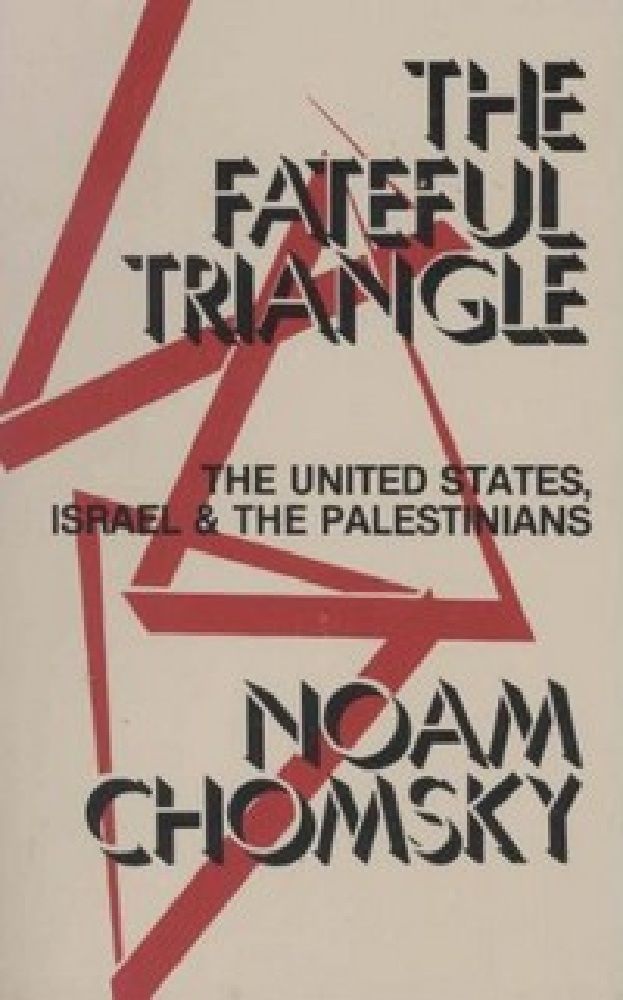 THE
FATEFUL
TRIANGLE
THE UNITED STATES,
ISRAEL & THE PALESTINIANS
NOAM
CHOMSKY